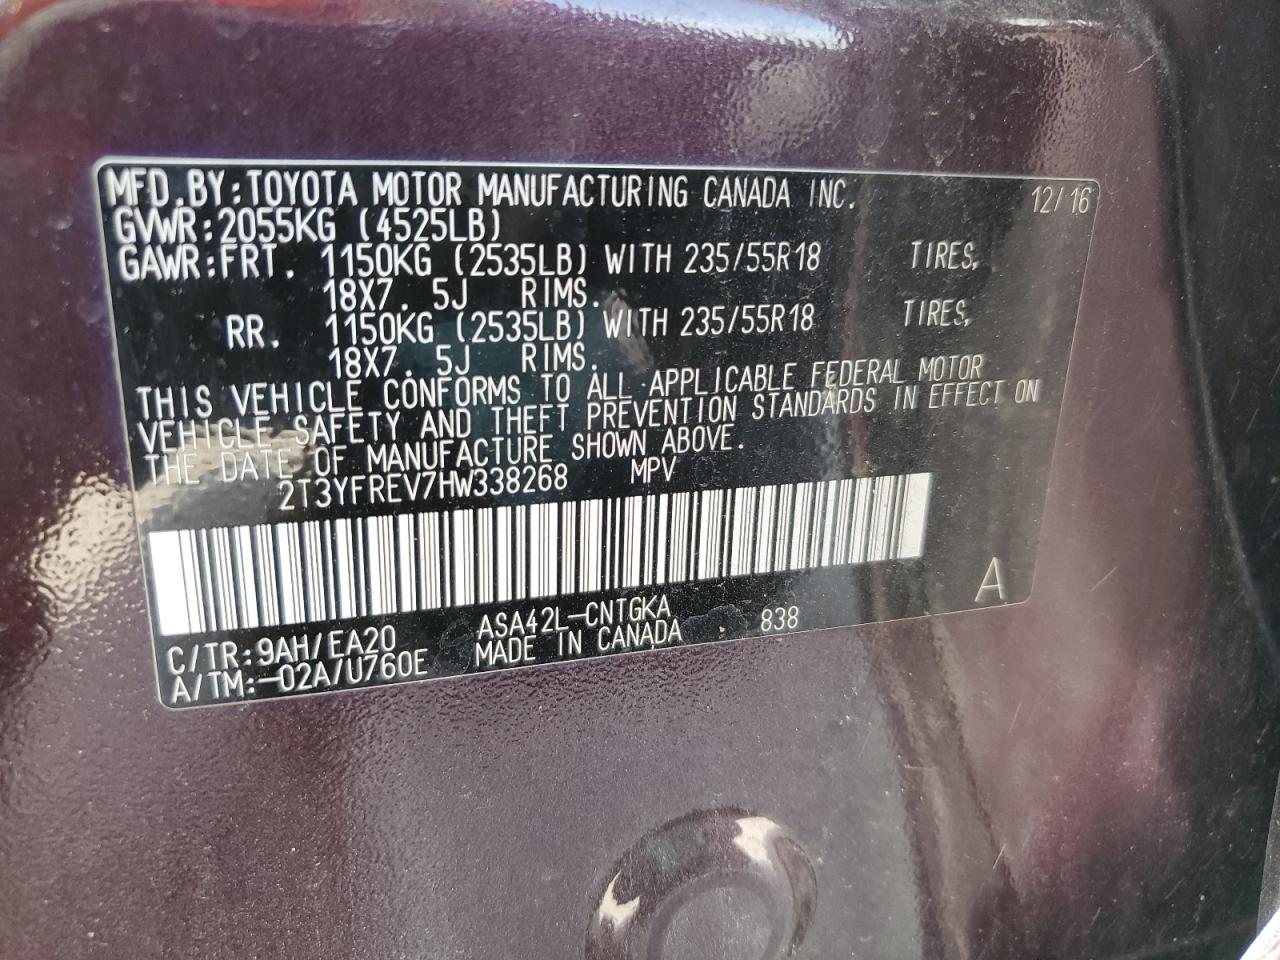 MFD.BY:TOYOTA MOTOR MANUFACTURING CANADA INC. 12/16
GVWR:2055KG (4525LB)
GAWR:FRT. 1150KG (2535LB) WITH 235/55R18 TIRES,
18X7. 5J RIMS.
RR. 1150KG (2535LB) WITH 235/55R18 TIRES,
18X7. 5J RIMS.
THIS VEHICLE CONFORMS TO ALL APPLICABLE FEDERAL MOTOR
VEHICLE SAFETY AND THEFT PREVENTION STANDARDS IN EFFECT ON
THE DATE OF MANUFACTURE SHOWN ABOVE.
2T3YFREV7HW338268 MPV
A
C/TR:9AH/EA20 ASA42L-CNTGKA 838
A/TM:-02A/U760E MADE IN CANADA